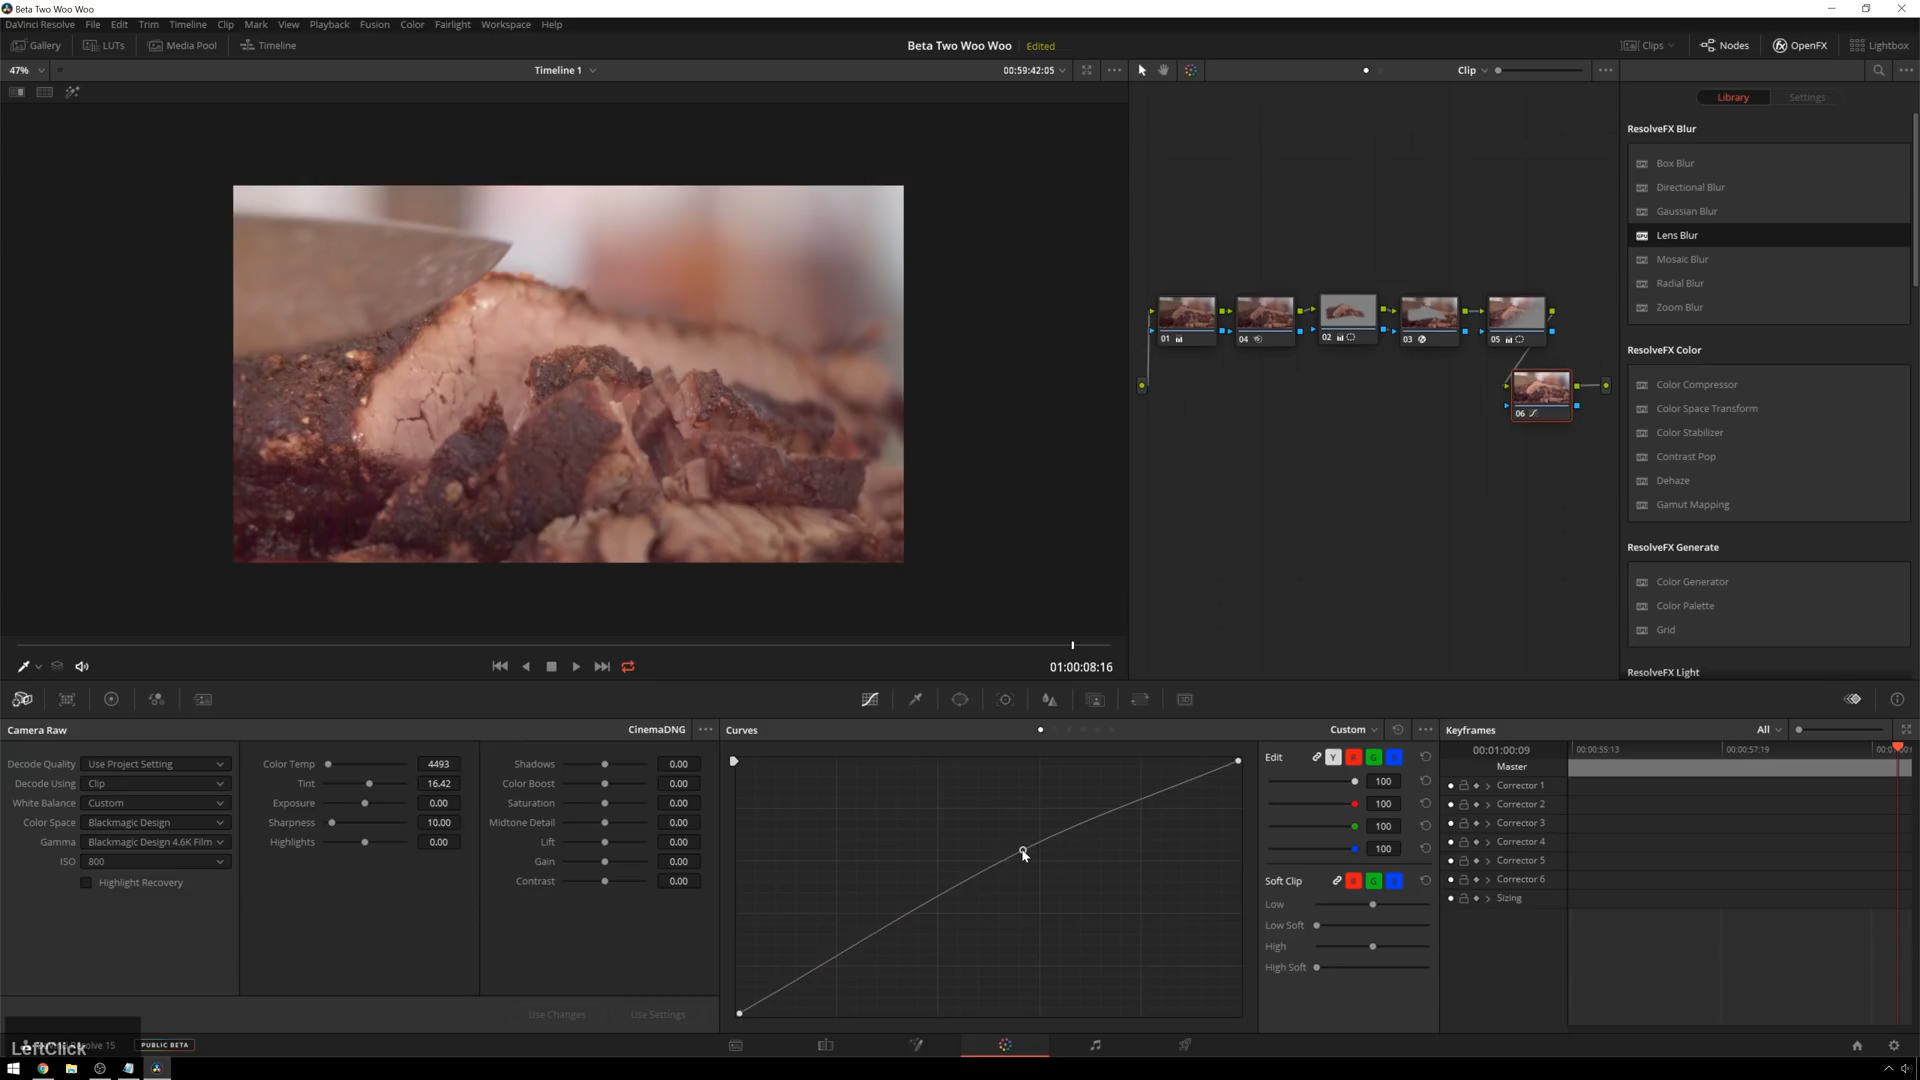 Beta Two Woo Woo
DaVinci Resolve File Edit Trim Timeline Clip Mark View Playback Fusion Color Fairlight Workspace Help
Gallery LUTs Media Pool Timeline Beta Two Woo Woo Edited Clips Nodes OpenFX Lightbox
47% Timeline 1 00:59:42:05 Clip
Library Settings
ResolveFX Blur
Box Blur
Directional Blur
Gaussian Blur
Lens Blur
Mosaic Blur
Radial Blur
Zoom Blur
ResolveFX Color
Color Compressor
Color Space Transform
Color Stabilizer
Contrast Pop
Dehaze
Gamut Mapping
ResolveFX Generate
Color Generator
Color Palette
Grid
ResolveFX Light
01 04 02 03 05
06
01:00:08:16
Camera Raw CinemaDNG
Decode Quality Use Project Setting
Decode Using Clip
White Balance Custom
Color Space Blackmagic Design
Gamma Blackmagic Design 4.6K Film
ISO 800
Highlight Recovery
Color Temp 4493
Tint 16.42
Exposure 0.00
Sharpness 10.00
Highlights 0.00
Shadows 0.00
Color Boost 0.00
Saturation 0.00
Midtone Detail 0.00
Lift 0.00
Gain 0.00
Contrast 0.00
Use Changes Use Settings
Curves Custom
Edit Y R G B
100
100
100
100
Soft Clip R G B
Low
Low Soft
High
High Soft
Keyframes All
00:01:00:09 00:00:55:13 00:00:57:19
Master
Corrector 1
Corrector 2
Corrector 3
Corrector 4
Corrector 5
Corrector 6
Sizing
LeftClick
PUBLIC BETA